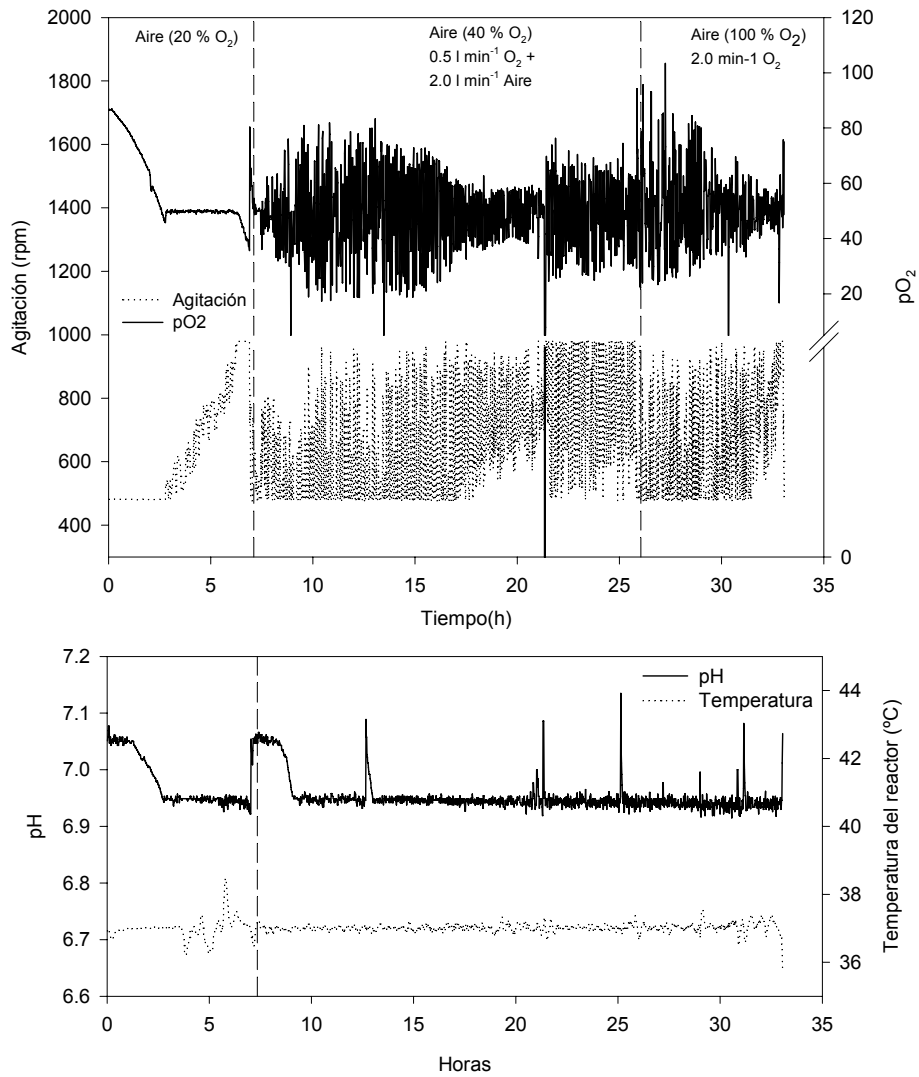 Aire (20 % O₂)
Aire (40 % O₂)
0.5 l min⁻¹ O₂ +
2.0 l min⁻¹ Aire
Aire (100 % O₂)
2.0 min-1 O₂
2000
1800
1600
1400
1200
1000
800
600
400
Agitación (rpm)
120
100
80
60
40
20
0
pO₂
Agitación
pO2
0
5
10
15
20
25
30
35
Tiempo(h)
7.2
7.1
7.0
6.9
6.8
6.7
6.6
pH
44
42
40
38
36
Temperatura del reactor (ºC)
pH
Temperatura
0
5
10
15
20
25
30
35
Horas